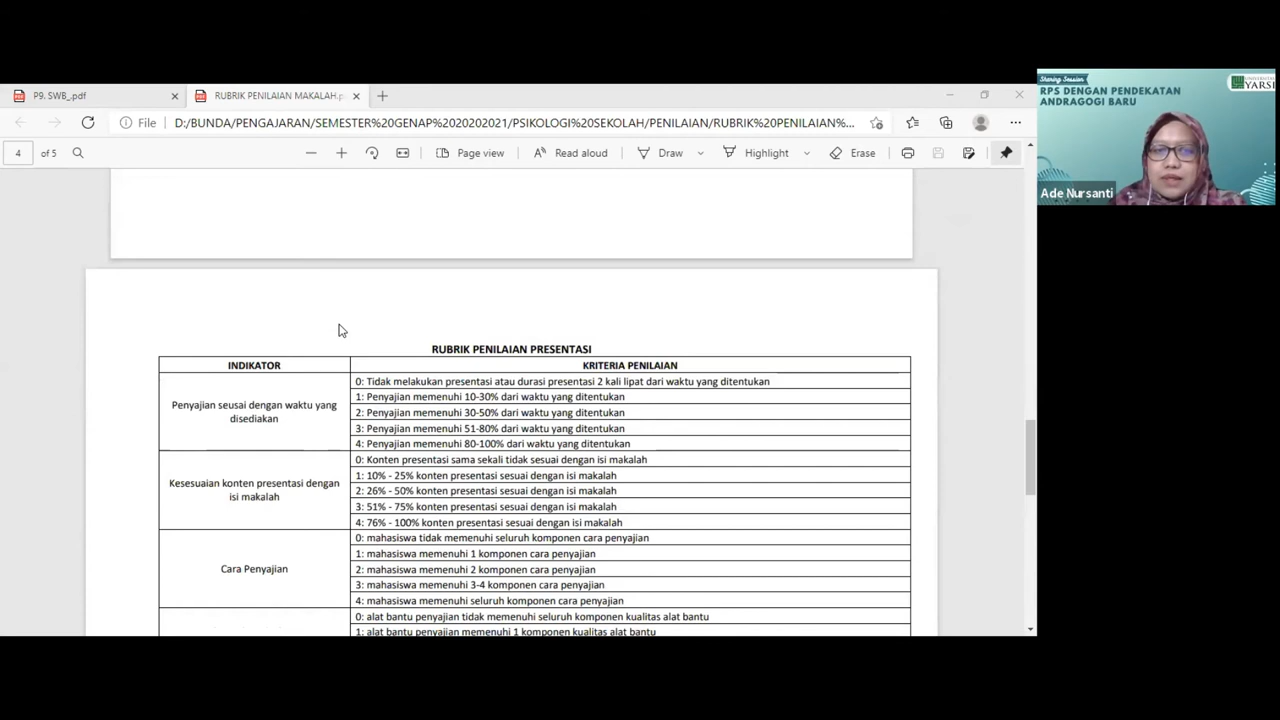 P9. SWB_.pdf
RUBRIK PENILAIAN MAKALAH.p
File
D:/BUNDA/PENGAJARAN/SEMESTER%20GENAP%2020202021/PSIKOLOGI%20SEKOLAH/PENILAIAN/RUBRIK%20PENILAIAN%...
4 of 5
Page view
Read aloud
Draw
Highlight
Erase
Sharing Session
YARSI
RPS DENGAN PENDEKATAN
ANDRAGOGI BARU
Ade Nursanti
RUBRIK PENILAIAN PRESENTASI
INDIKATOR
KRITERIA PENILAIAN
Penyajian seusai dengan waktu yang
disediakan
0: Tidak melakukan presentasi atau durasi presentasi 2 kali lipat dari waktu yang ditentukan
1: Penyajian memenuhi 10-30% dari waktu yang ditentukan
2: Penyajian memenuhi 30-50% dari waktu yang ditentukan
3: Penyajian memenuhi 51-80% dari waktu yang ditentukan
4: Penyajian memenuhi 80-100% dari waktu yang ditentukan
Kesesuaian konten presentasi dengan
isi makalah
0: Konten presentasi sama sekali tidak sesuai dengan isi makalah
1: 10% - 25% konten presentasi sesuai dengan isi makalah
2: 26% - 50% konten presentasi sesuai dengan isi makalah
3: 51% - 75% konten presentasi sesuai dengan isi makalah
4: 76% - 100% konten presentasi sesuai dengan isi makalah
Cara Penyajian
0: mahasiswa tidak memenuhi seluruh komponen cara penyajian
1: mahasiswa memenuhi 1 komponen cara penyajian
2: mahasiswa memenuhi 2 komponen cara penyajian
3: mahasiswa memenuhi 3-4 komponen cara penyajian
4: mahasiswa memenuhi seluruh komponen cara penyajian
0: alat bantu penyajian tidak memenuhi seluruh komponen kualitas alat bantu
1: alat bantu penyajian memenuhi 1 komponen kualitas alat bantu